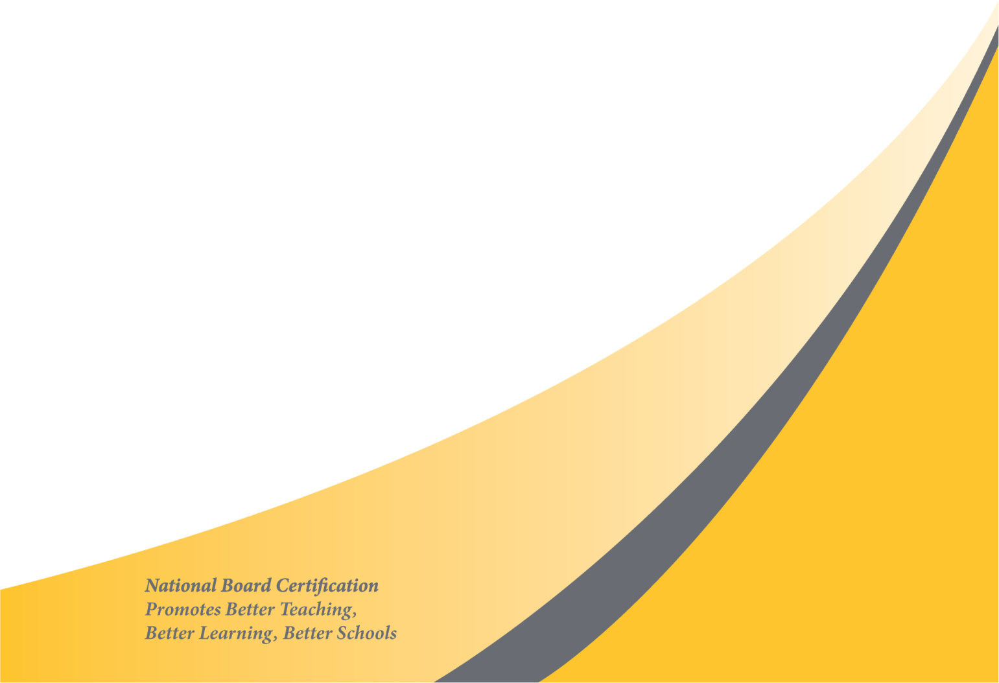 National Board Certification
Promotes Better Teaching,
Better Learning, Better Schools